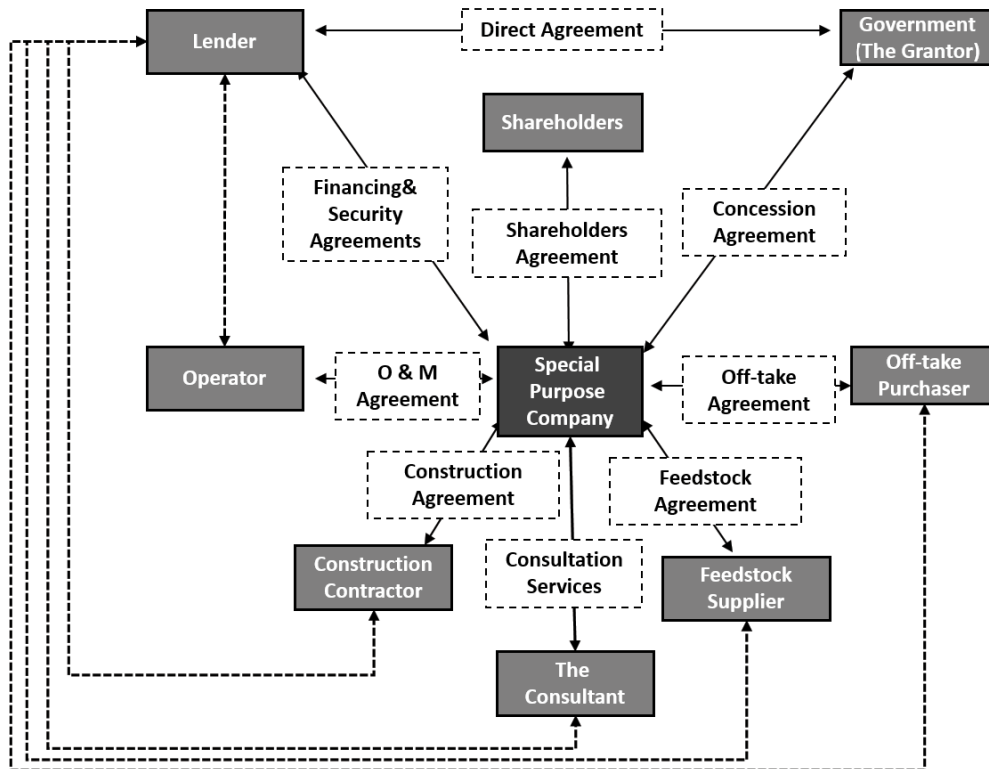 Lender
Direct Agreement
Government
(The Grantor)
Shareholders
Financing&
Security
Agreements
Shareholders
Agreement
Concession
Agreement
Operator
O & M
Agreement
Special
Purpose
Company
Off-take
Agreement
Off-take
Purchaser
Construction
Agreement
Feedstock
Agreement
Construction
Contractor
Consultation
Services
Feedstock
Supplier
The
Consultant